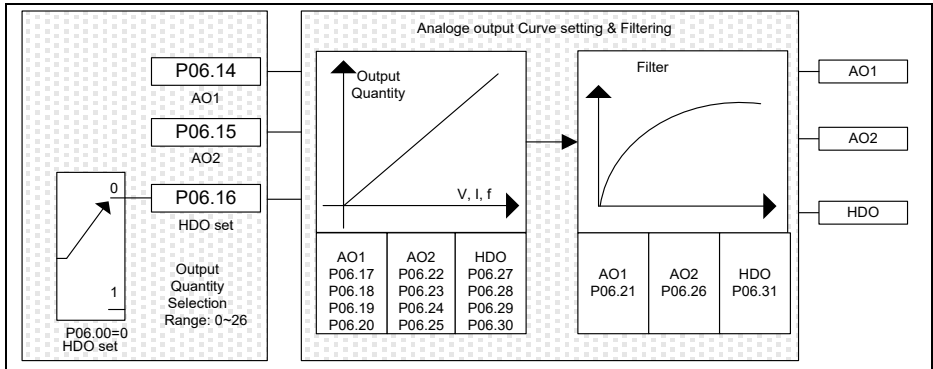 Analoge output Curve setting & Filtering
P06.14
AO1
P06.15
AO2
P06.16
HDO set
0
1
P06.00=0
HDO set
Output
Quantity
Selection
Range: 0~26
Output
Quantity
V, I, f
AO1
P06.17
P06.18
P06.19
P06.20
AO2
P06.22
P06.23
P06.24
P06.25
HDO
P06.27
P06.28
P06.29
P06.30
Filter
AO1
P06.21
AO2
P06.26
HDO
P06.31
AO1
AO2
HDO